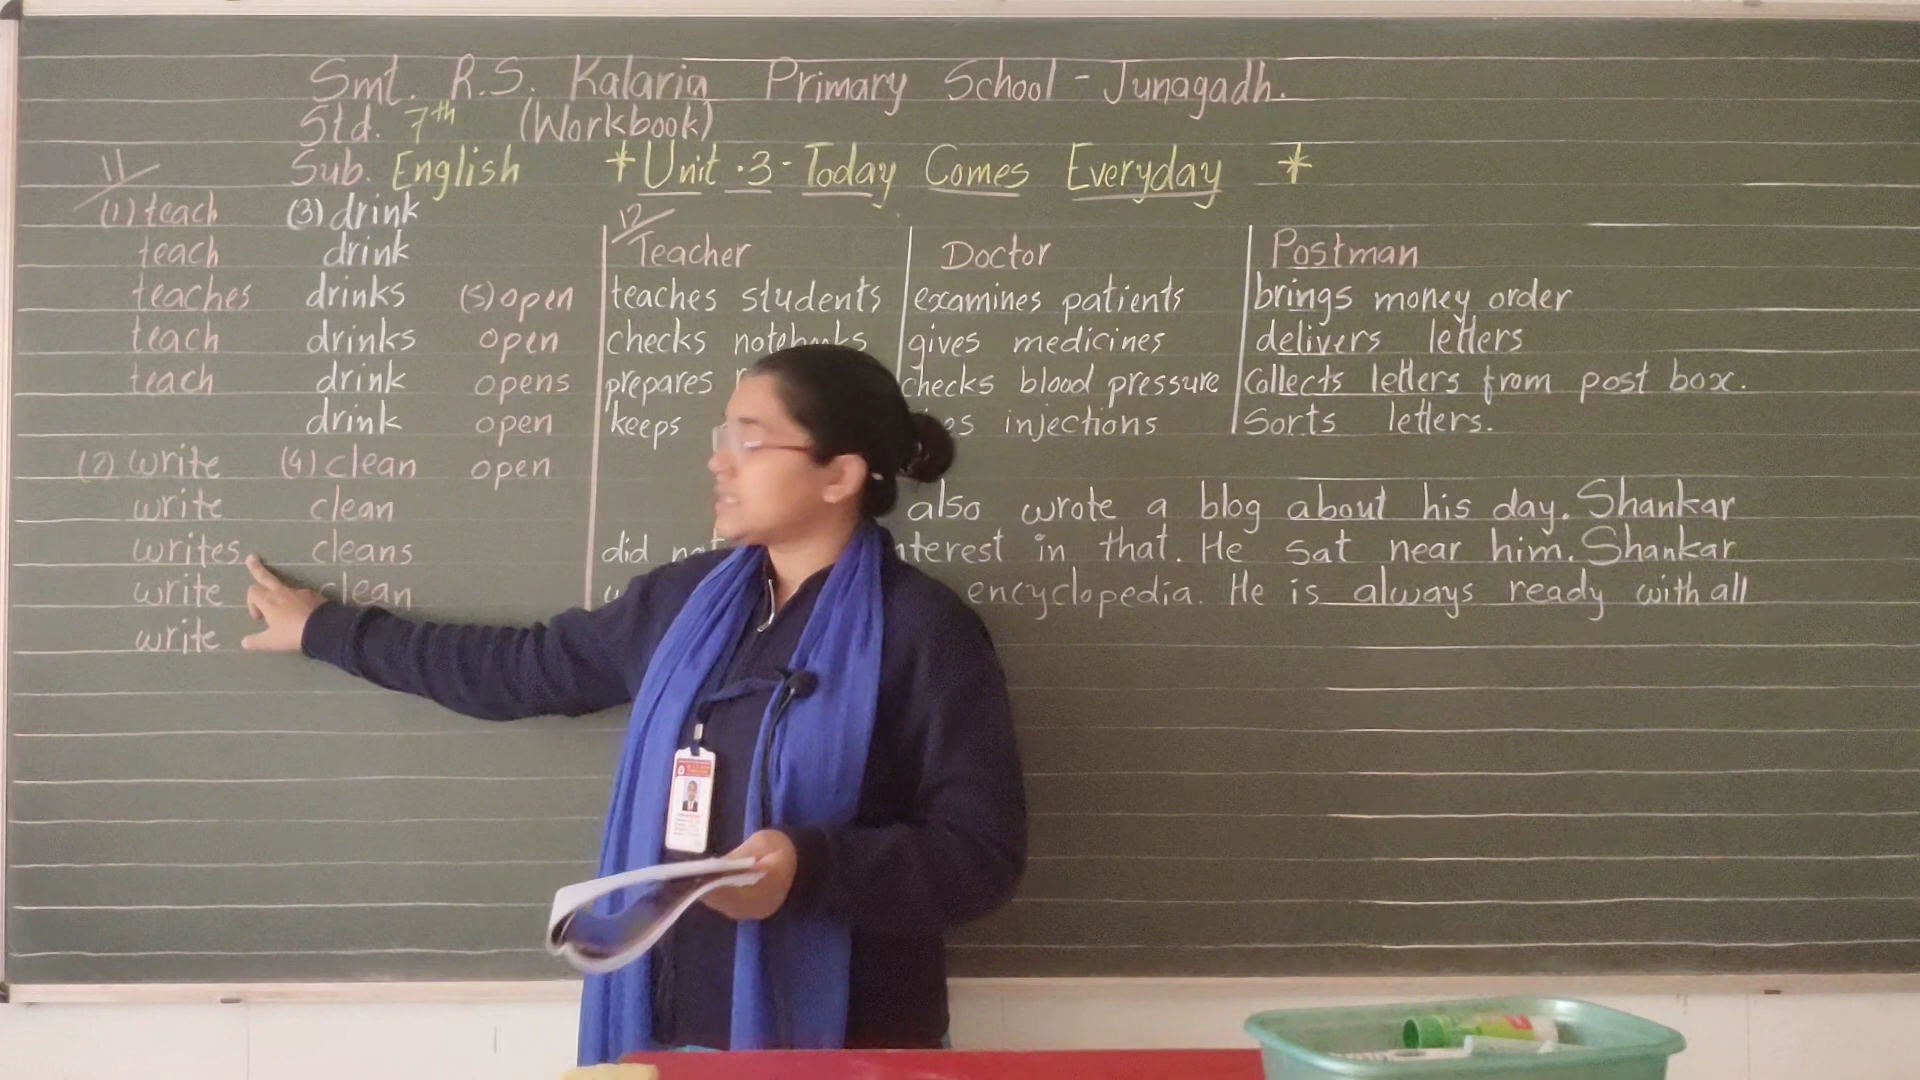 Smt. R.S. Kalaria Primary School - Junagadh.
Std. 7th (Workbook)
Sub. English * Unit.3 - Today Comes Everyday *
11
(1) teach
teach
teaches
teach
teach
(2) write
write
writes
write
write
(3) drink
drink
drinks
drinks
drink
drink
(4) clean
clean
cleans
clean
(5) open
open
opens
open
open
12
Teacher
teaches students
checks notebooks
prepares
keeps
Doctor
examines patients
gives medicines
checks blood pressure
injections
Postman
brings money order
delivers letters
Collects letters from post box.
Sorts letters.
also wrote a blog about his day. Shankar
did in that. He sat near him. Shankar
encyclopedia. He is always ready with all